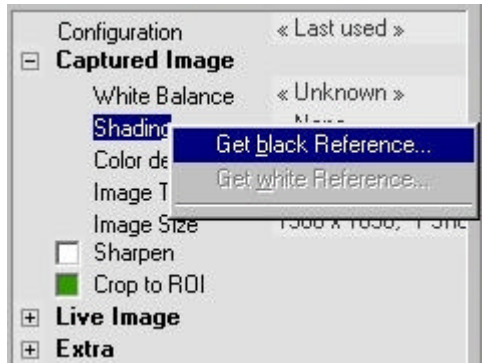 Configuration « Last used »
Captured Image
White Balance « Unknown »
Shading
Get black Reference...
Color de
Get white Reference...
Image T
Image Size
Sharpen
Crop to ROI
Live Image
Extra